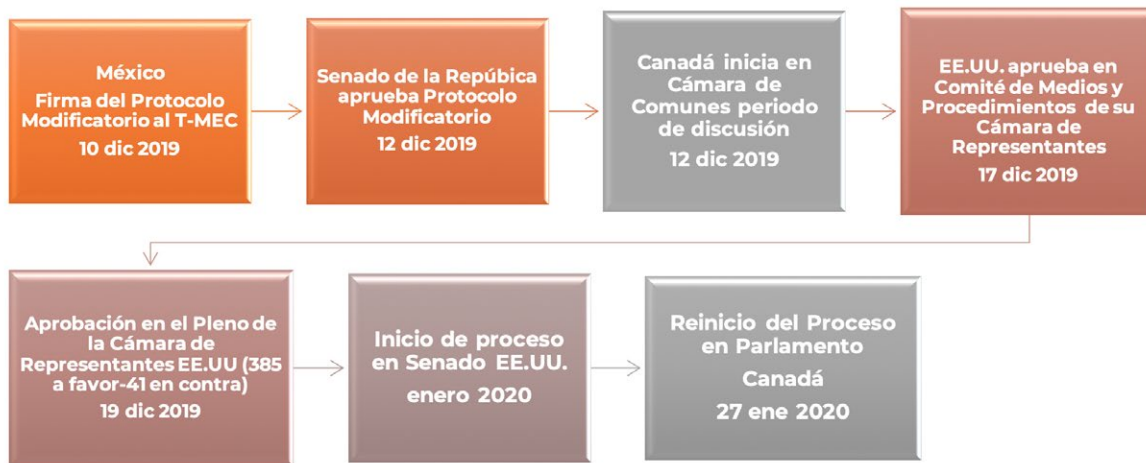 México
Firma del Protocolo
Modificatorio al T-MEC
10 dic 2019
Senado de la Repúbica
aprueba Protocolo
Modificatorio
12 dic 2019
Canadá inicia en
Cámara de
Comunes periodo
de discusión
12 dic 2019
EE.UU. aprueba en
Comité de Medios y
Procedimientos de su
Cámara de
Representantes
17 dic 2019
Aprobación en el Pleno de
la Cámara de
Representantes EE.UU (385
a favor-41 en contra)
19 dic 2019
Inicio de proceso
en Senado EE.UU.
enero 2020
Reinicio del Proceso
en Parlamento
Canadá
27 ene 2020